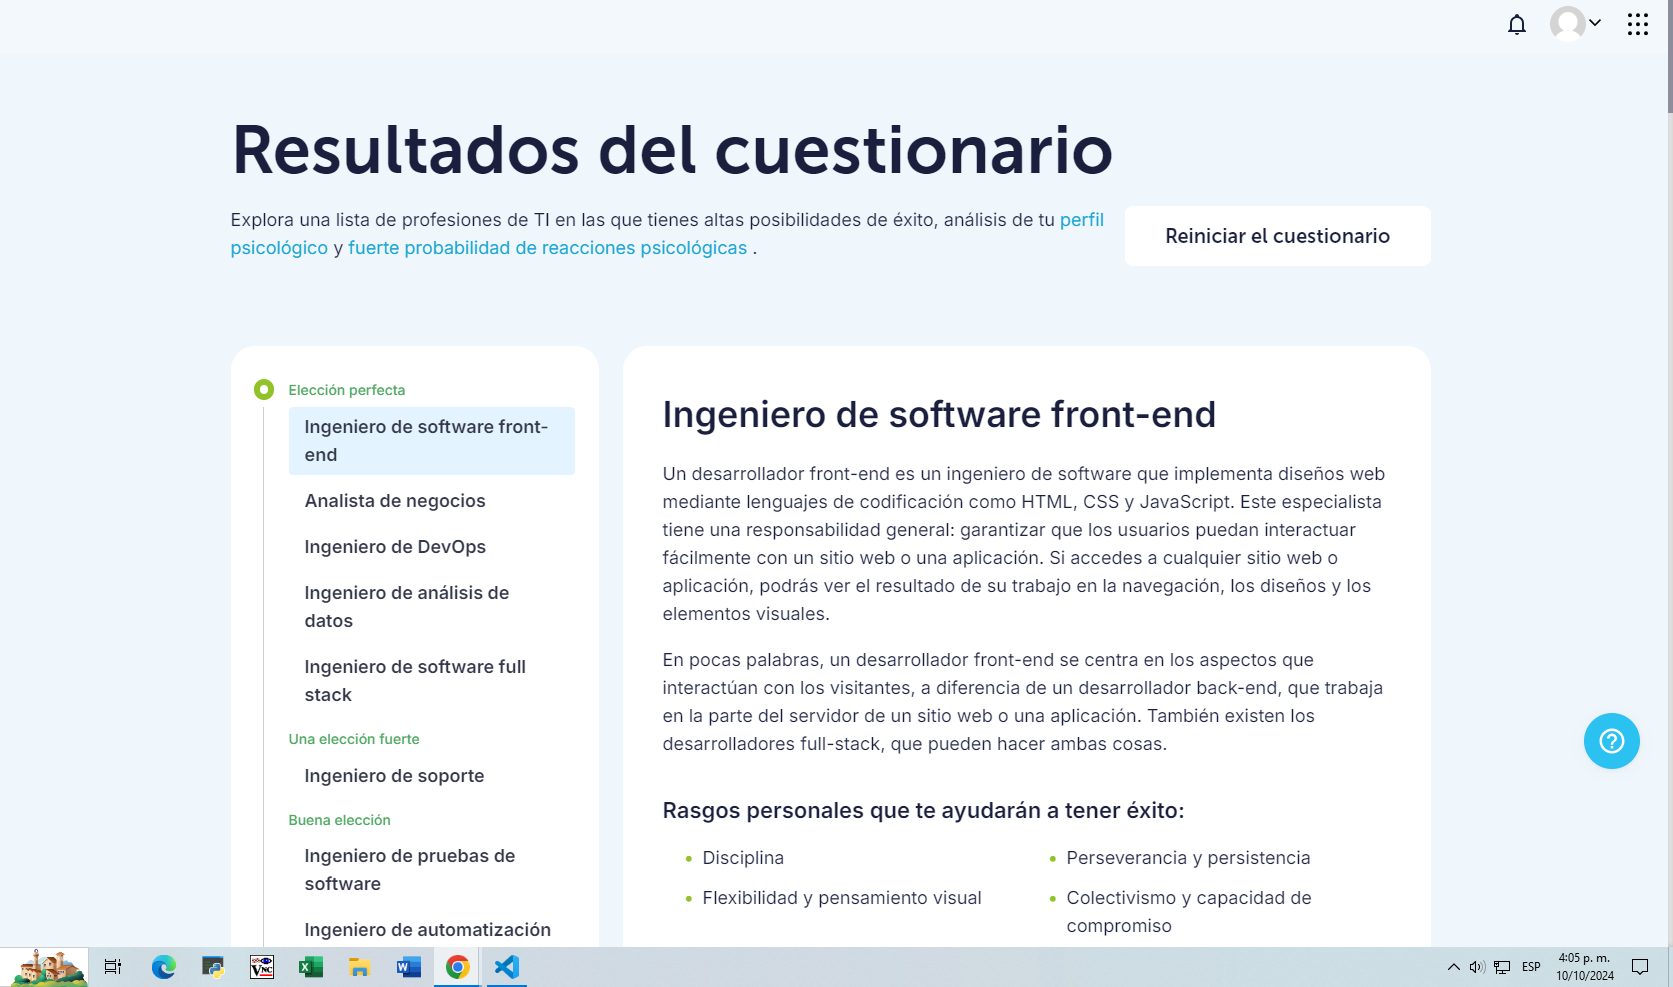 Resultados del cuestionario
Explora una lista de profesiones de TI en las que tienes altas posibilidades de éxito, análisis de tu perfil
psicológico y fuerte probabilidad de reacciones psicológicas .
Reiniciar el cuestionario
Elección perfecta
Ingeniero de software front-
end
Analista de negocios
Ingeniero de DevOps
Ingeniero de análisis de
datos
Ingeniero de software full
stack
Una elección fuerte
Ingeniero de soporte
Buena elección
Ingeniero de pruebas de
software
Ingeniero de automatización
Ingeniero de software front-end
Un desarrollador front-end es un ingeniero de software que implementa diseños web
mediante lenguajes de codificación como HTML, CSS y JavaScript. Este especialista
tiene una responsabilidad general: garantizar que los usuarios puedan interactuar
fácilmente con un sitio web o una aplicación. Si accedes a cualquier sitio web o
aplicación, podrás ver el resultado de su trabajo en la navegación, los diseños y los
elementos visuales.
En pocas palabras, un desarrollador front-end se centra en los aspectos que
interactúan con los visitantes, a diferencia de un desarrollador back-end, que trabaja
en la parte del servidor de un sitio web o una aplicación. También existen los
desarrolladores full-stack, que pueden hacer ambas cosas.
Rasgos personales que te ayudarán a tener éxito:
Disciplina
Flexibilidad y pensamiento visual
Perseverancia y persistencia
Colectivismo y capacidad de
compromiso
VNC
ESP
4:05 p. m.
10/10/2024